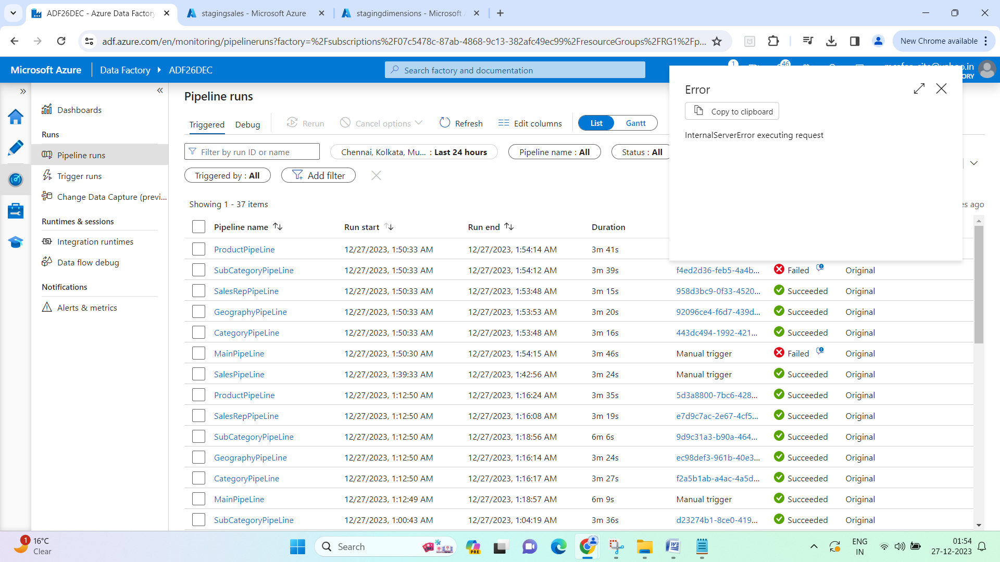 ADF26DEC - Azure Data Factory
stagingsales - Microsoft Azure
stagingdimensions - Microsoft
adf.azure.com/en/monitoring/pipelineruns?factory=%2Fsubscriptions%2F07c5478c-87ab-4868-9c13-382afc49ec99%2FresourceGroups%2FRG1%2Fp...
New Chrome available
Microsoft Azure
Data Factory
ADF26DEC
Search factory and documentation
1
46
ORY
Dashboards
Runs
Pipeline runs
Trigger runs
Change Data Capture (previ...
Runtimes & sessions
Integration runtimes
Data flow debug
Notifications
Alerts & metrics
Pipeline runs
Triggered Debug Rerun Cancel options Refresh Edit columns List Gantt
Filter by run ID or name
Chennai, Kolkata, Mu... : Last 24 hours
Pipeline name : All
Status : All
Triggered by : All
Add filter
Error
Copy to clipboard
InternalServerError executing request
Showing 1 - 37 items
es ago
Pipeline name Run start Run end Duration
ProductPipeLine 12/27/2023, 1:50:33 AM 12/27/2023, 1:54:14 AM 3m 41s
SubCategoryPipeLine 12/27/2023, 1:50:33 AM 12/27/2023, 1:54:12 AM 3m 39s f4ed2d36-feb5-4a4b... Failed Original
SalesRepPipeLine 12/27/2023, 1:50:33 AM 12/27/2023, 1:53:48 AM 3m 15s 958d3bc9-0f33-4520... Succeeded Original
GeographyPipeLine 12/27/2023, 1:50:33 AM 12/27/2023, 1:53:53 AM 3m 20s 92096ce4-f6d7-439d... Succeeded Original
CategoryPipeLine 12/27/2023, 1:50:33 AM 12/27/2023, 1:53:48 AM 3m 16s 443dc494-1992-421... Succeeded Original
MainPipeLine 12/27/2023, 1:50:30 AM 12/27/2023, 1:54:15 AM 3m 46s Manual trigger Failed Original
SalesPipeLine 12/27/2023, 1:39:33 AM 12/27/2023, 1:42:56 AM 3m 24s Manual trigger Succeeded Original
ProductPipeLine 12/27/2023, 1:12:50 AM 12/27/2023, 1:16:24 AM 3m 35s 5d3a8800-7bc6-428... Succeeded Original
SalesRepPipeLine 12/27/2023, 1:12:50 AM 12/27/2023, 1:16:08 AM 3m 19s e7d9c7ac-2e67-4cf5... Succeeded Original
SubCategoryPipeLine 12/27/2023, 1:12:50 AM 12/27/2023, 1:18:56 AM 6m 6s 9d9c31a3-b90a-464... Succeeded Original
GeographyPipeLine 12/27/2023, 1:12:50 AM 12/27/2023, 1:16:14 AM 3m 24s ec98def3-961b-40e3... Succeeded Original
CategoryPipeLine 12/27/2023, 1:12:50 AM 12/27/2023, 1:16:17 AM 3m 27s f2a5b1ab-a4ac-4a5d... Succeeded Original
MainPipeLine 12/27/2023, 1:12:49 AM 12/27/2023, 1:18:57 AM 6m 9s Manual trigger Succeeded Original
SubCategoryPipeLine 12/27/2023, 1:00:43 AM 12/27/2023, 1:04:19 AM 3m 36s d23274b1-8ce0-419... Succeeded Original
1
16°C
Clear
Search
PRE
ENG
IN
01:54
27-12-2023